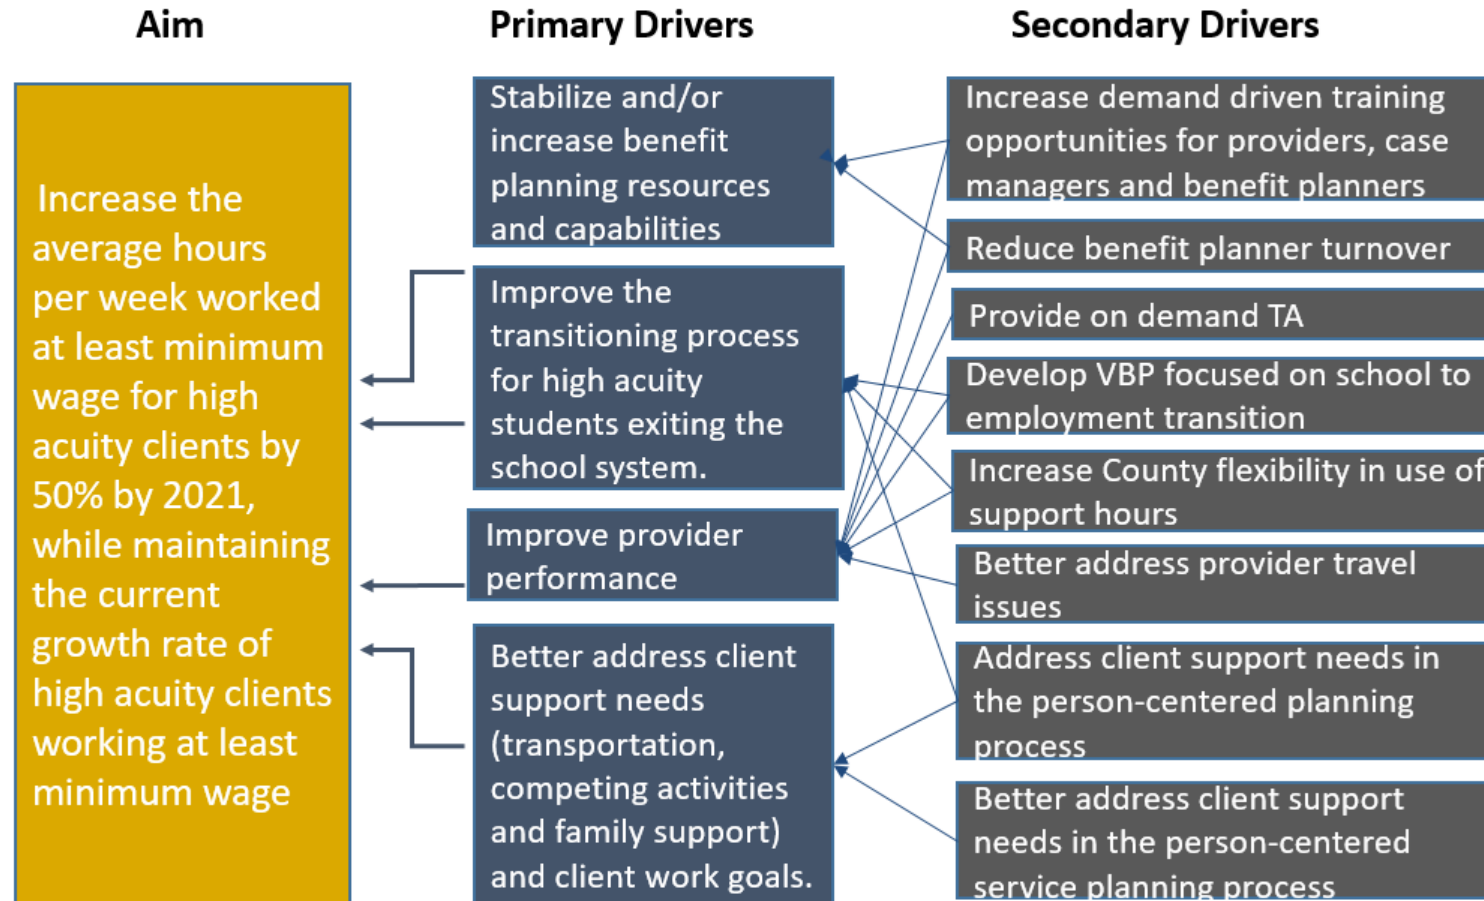 Aim
Primary Drivers
Secondary Drivers
Increase the
average hours
per week worked
at least minimum
wage for high
acuity clients by
50% by 2021,
while maintaining
the current
growth rate of
high acuity clients
working at least
minimum wage
Stabilize and/or
increase benefit
planning resources
and capabilities
Improve the
transitioning process
for high acuity
students exiting the
school system.
Improve provider
performance
Better address client
support needs
(transportation,
competing activities
and family support)
and client work goals.
Increase demand driven training
opportunities for providers, case
managers and benefit planners
Reduce benefit planner turnover
Provide on demand TA
Develop VBP focused on school to
employment transition
Increase County flexibility in use of
support hours
Better address provider travel
issues
Address client support needs in
the person-centered planning
process
Better address client support
needs in the person-centered
service planning process